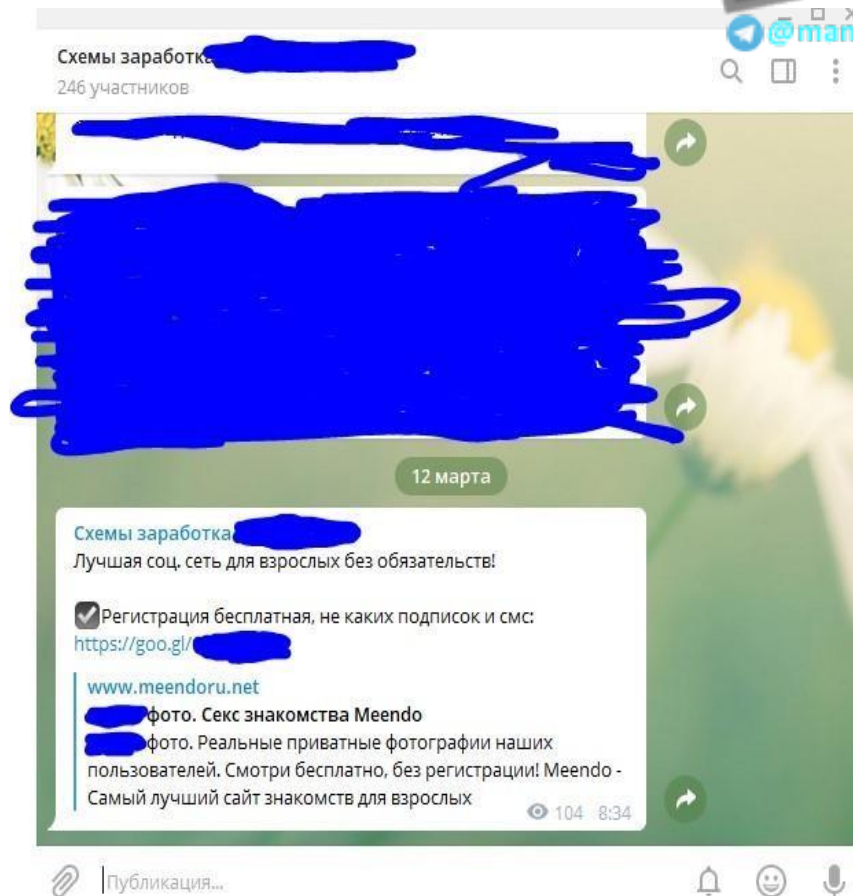 @man
Схемы заработка
246 участников
12 марта
Схемы заработка
Лучшая соц. сеть для взрослых без обязательств!
Регистрация бесплатная, не каких подписок и смс:
https://goo.gl/
www.meendoru.net
фото. Секс знакомства Meendo
фото. Реальные приватные фотографии наших
пользователей. Смотри бесплатно, без регистрации! Meendo -
Самый лучший сайт знакомств для взрослых
104 8:34
Публикация...